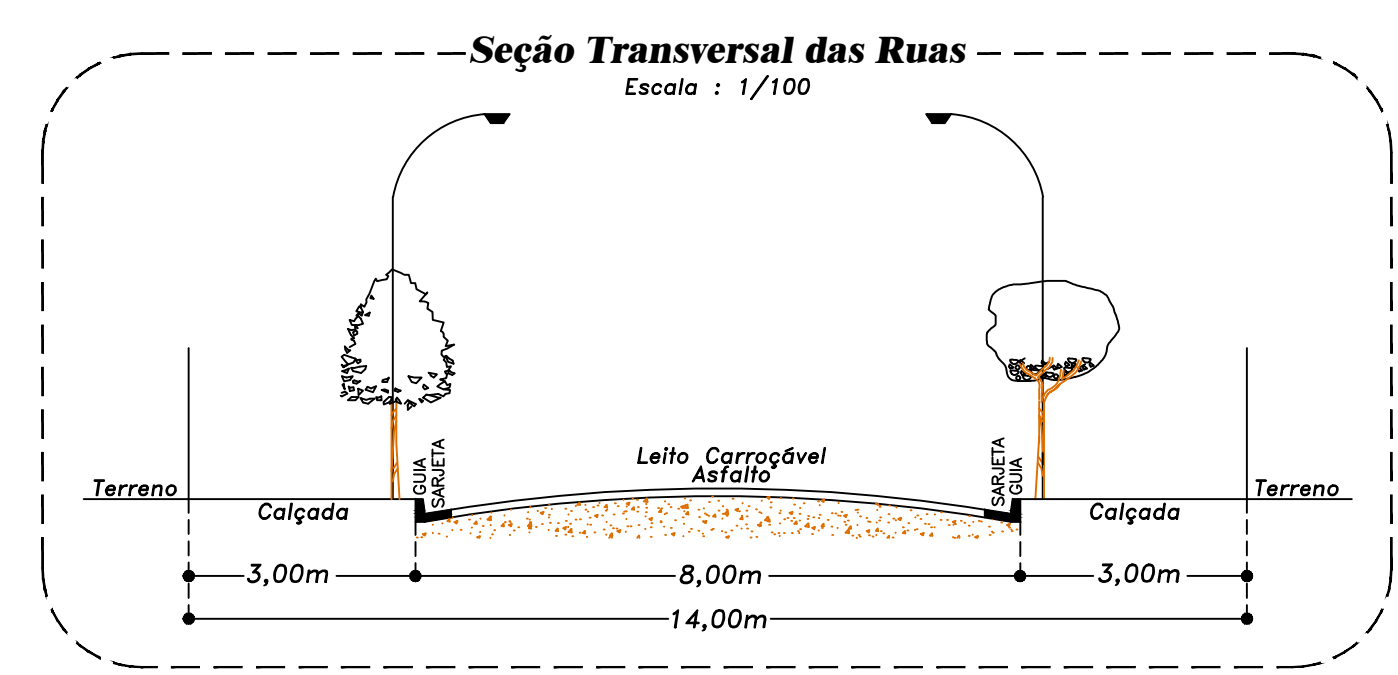 Seção Transversal das Ruas
Escala : 1/100
Leito Carroçável
Asfalto
GUIA
SARJETA
SARJETA
GUIA
Terreno
Terreno
Calçada
Calçada
3,00m
8,00m
3,00m
14,00m